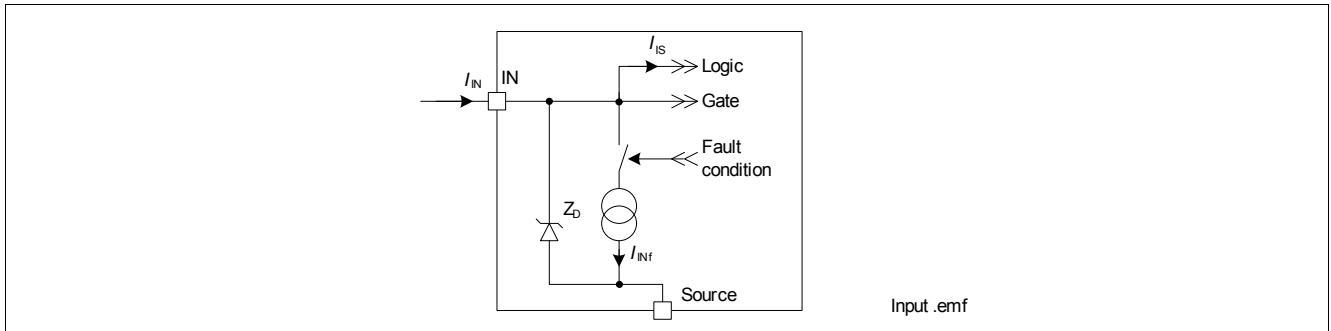 I_IS
Logic
I_IN IN
Gate
Fault
condition
Z_D
I_INf
Source
Input .emf